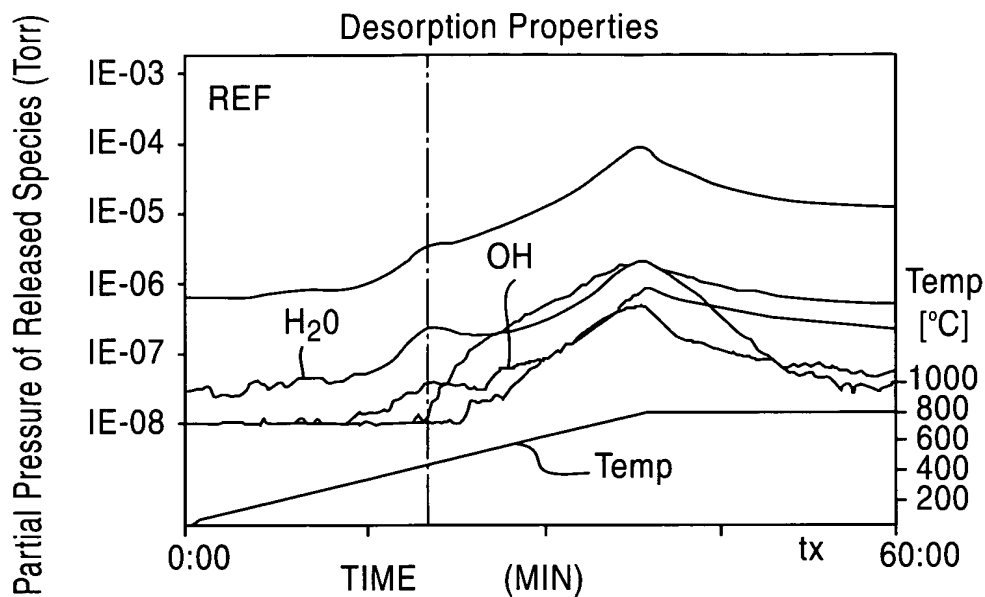 Desorption Properties
Partial Pressure of Released Species (Torr)
IE-03
IE-04
IE-05
IE-06
IE-07
IE-08
REF
H₂0
OH
Temp
Temp
[°C]
1000
800
600
400
200
0:00
tx
60:00
TIME (MIN)